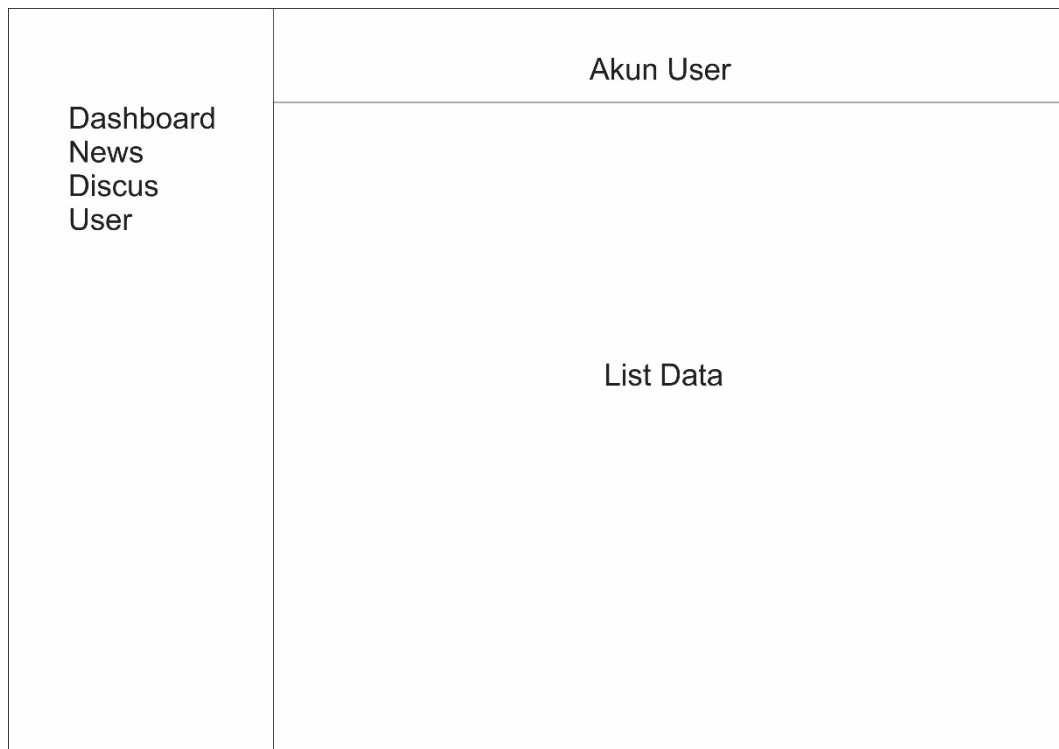 Akun User
Dashboard
News
Discus
User
List Data